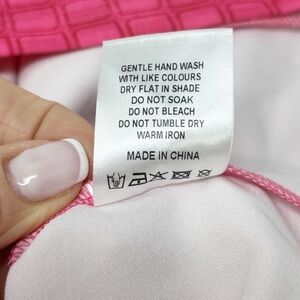 GENTLE HAND WASH
WITH LIKE COLOURS
DRY FLAT IN SHADE
DO NOT SOAK
DO NOT BLEACH
DO NOT TUMBLE DRY
WARM IRON
MADE IN CHINA